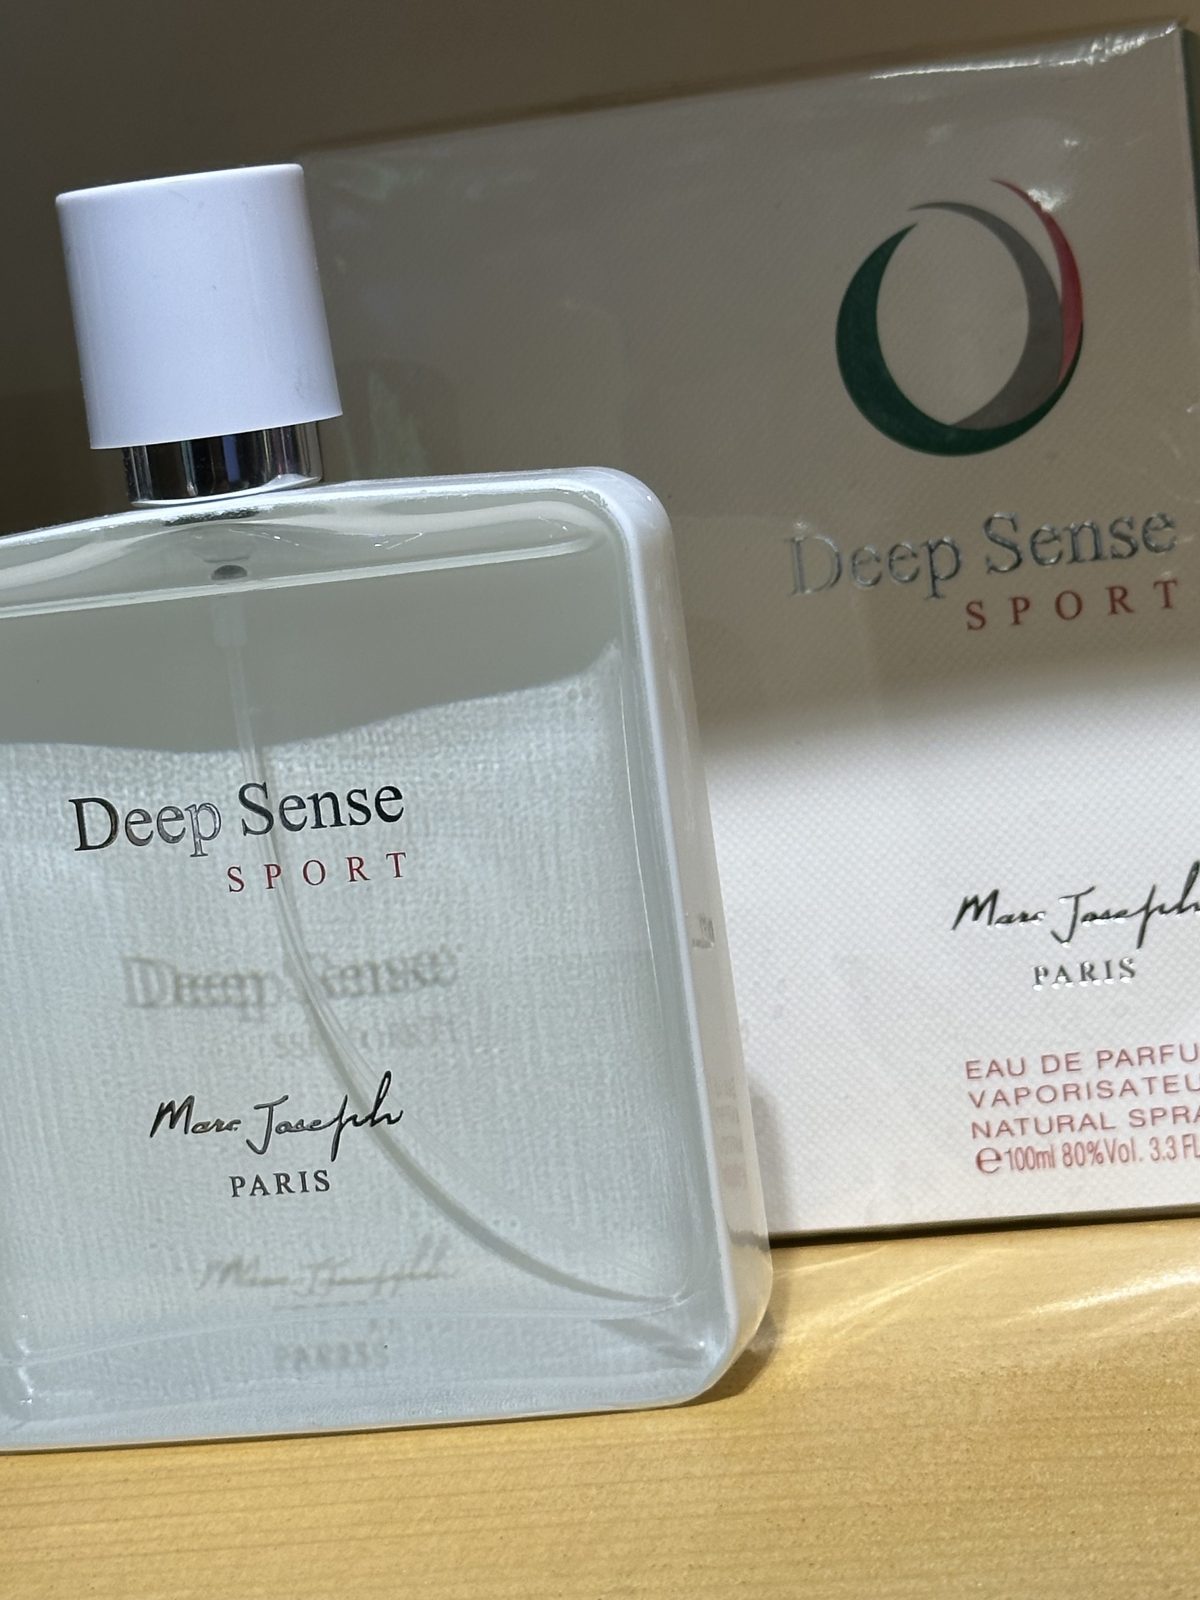 Deep Sense
SPORT
Marc Joseph
PARIS
Deep Sense
SPORT
Marc Joseph
PARIS
EAU DE PARFU
VAPORISATEU
NATURAL SPRA
℮100ml 80%Vol. 3.3 FL